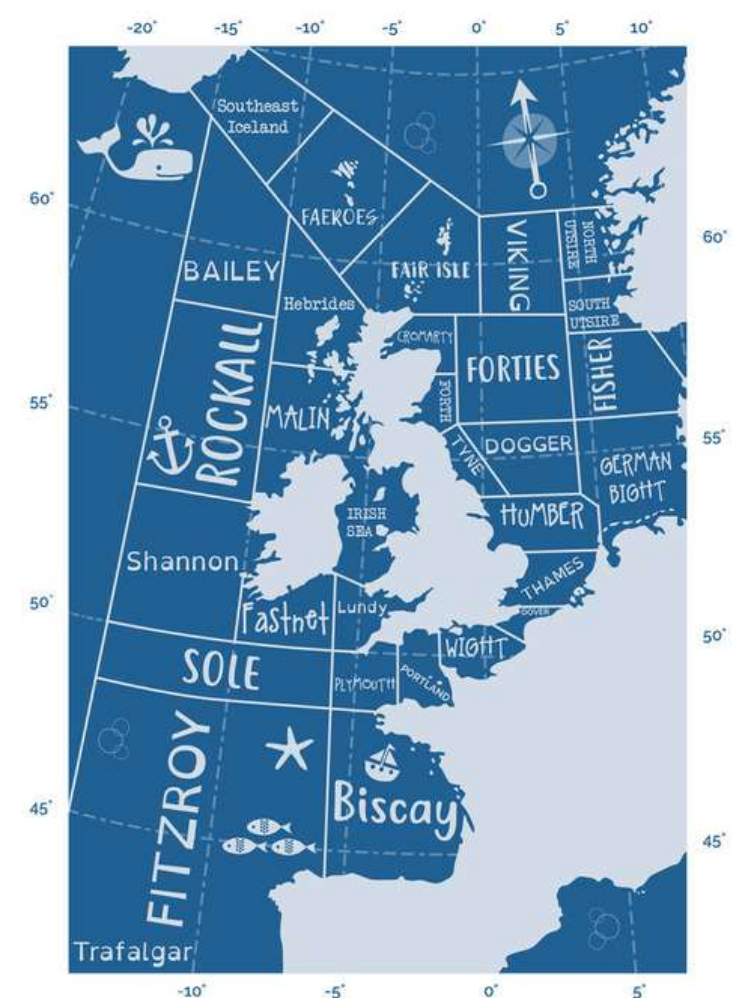 -20° -15° -10° -5° 0° 5° 10°
Southeast
Iceland
60°
FAEROES
VIKING
NORTH
UTSIRE
60°
BAILEY
FAIR ISLE
Hebrides
SOUTH
UTSIRE
CROMARTY
ROCKALL
FORTIES
FISHER
55°
MALIN
FORTH
TYNE
DOGGER
55°
GERMAN
BIGHT
IRISH
SEA
HUMBER
Shannon
THAMES
50°
Fastnet
Lundy
DOVER
50°
WIGHT
SOLE
PLYMOUTH
PORTLAND
FITZROY
45°
Biscay
45°
Trafalgar
-10° -5° 0° 5°